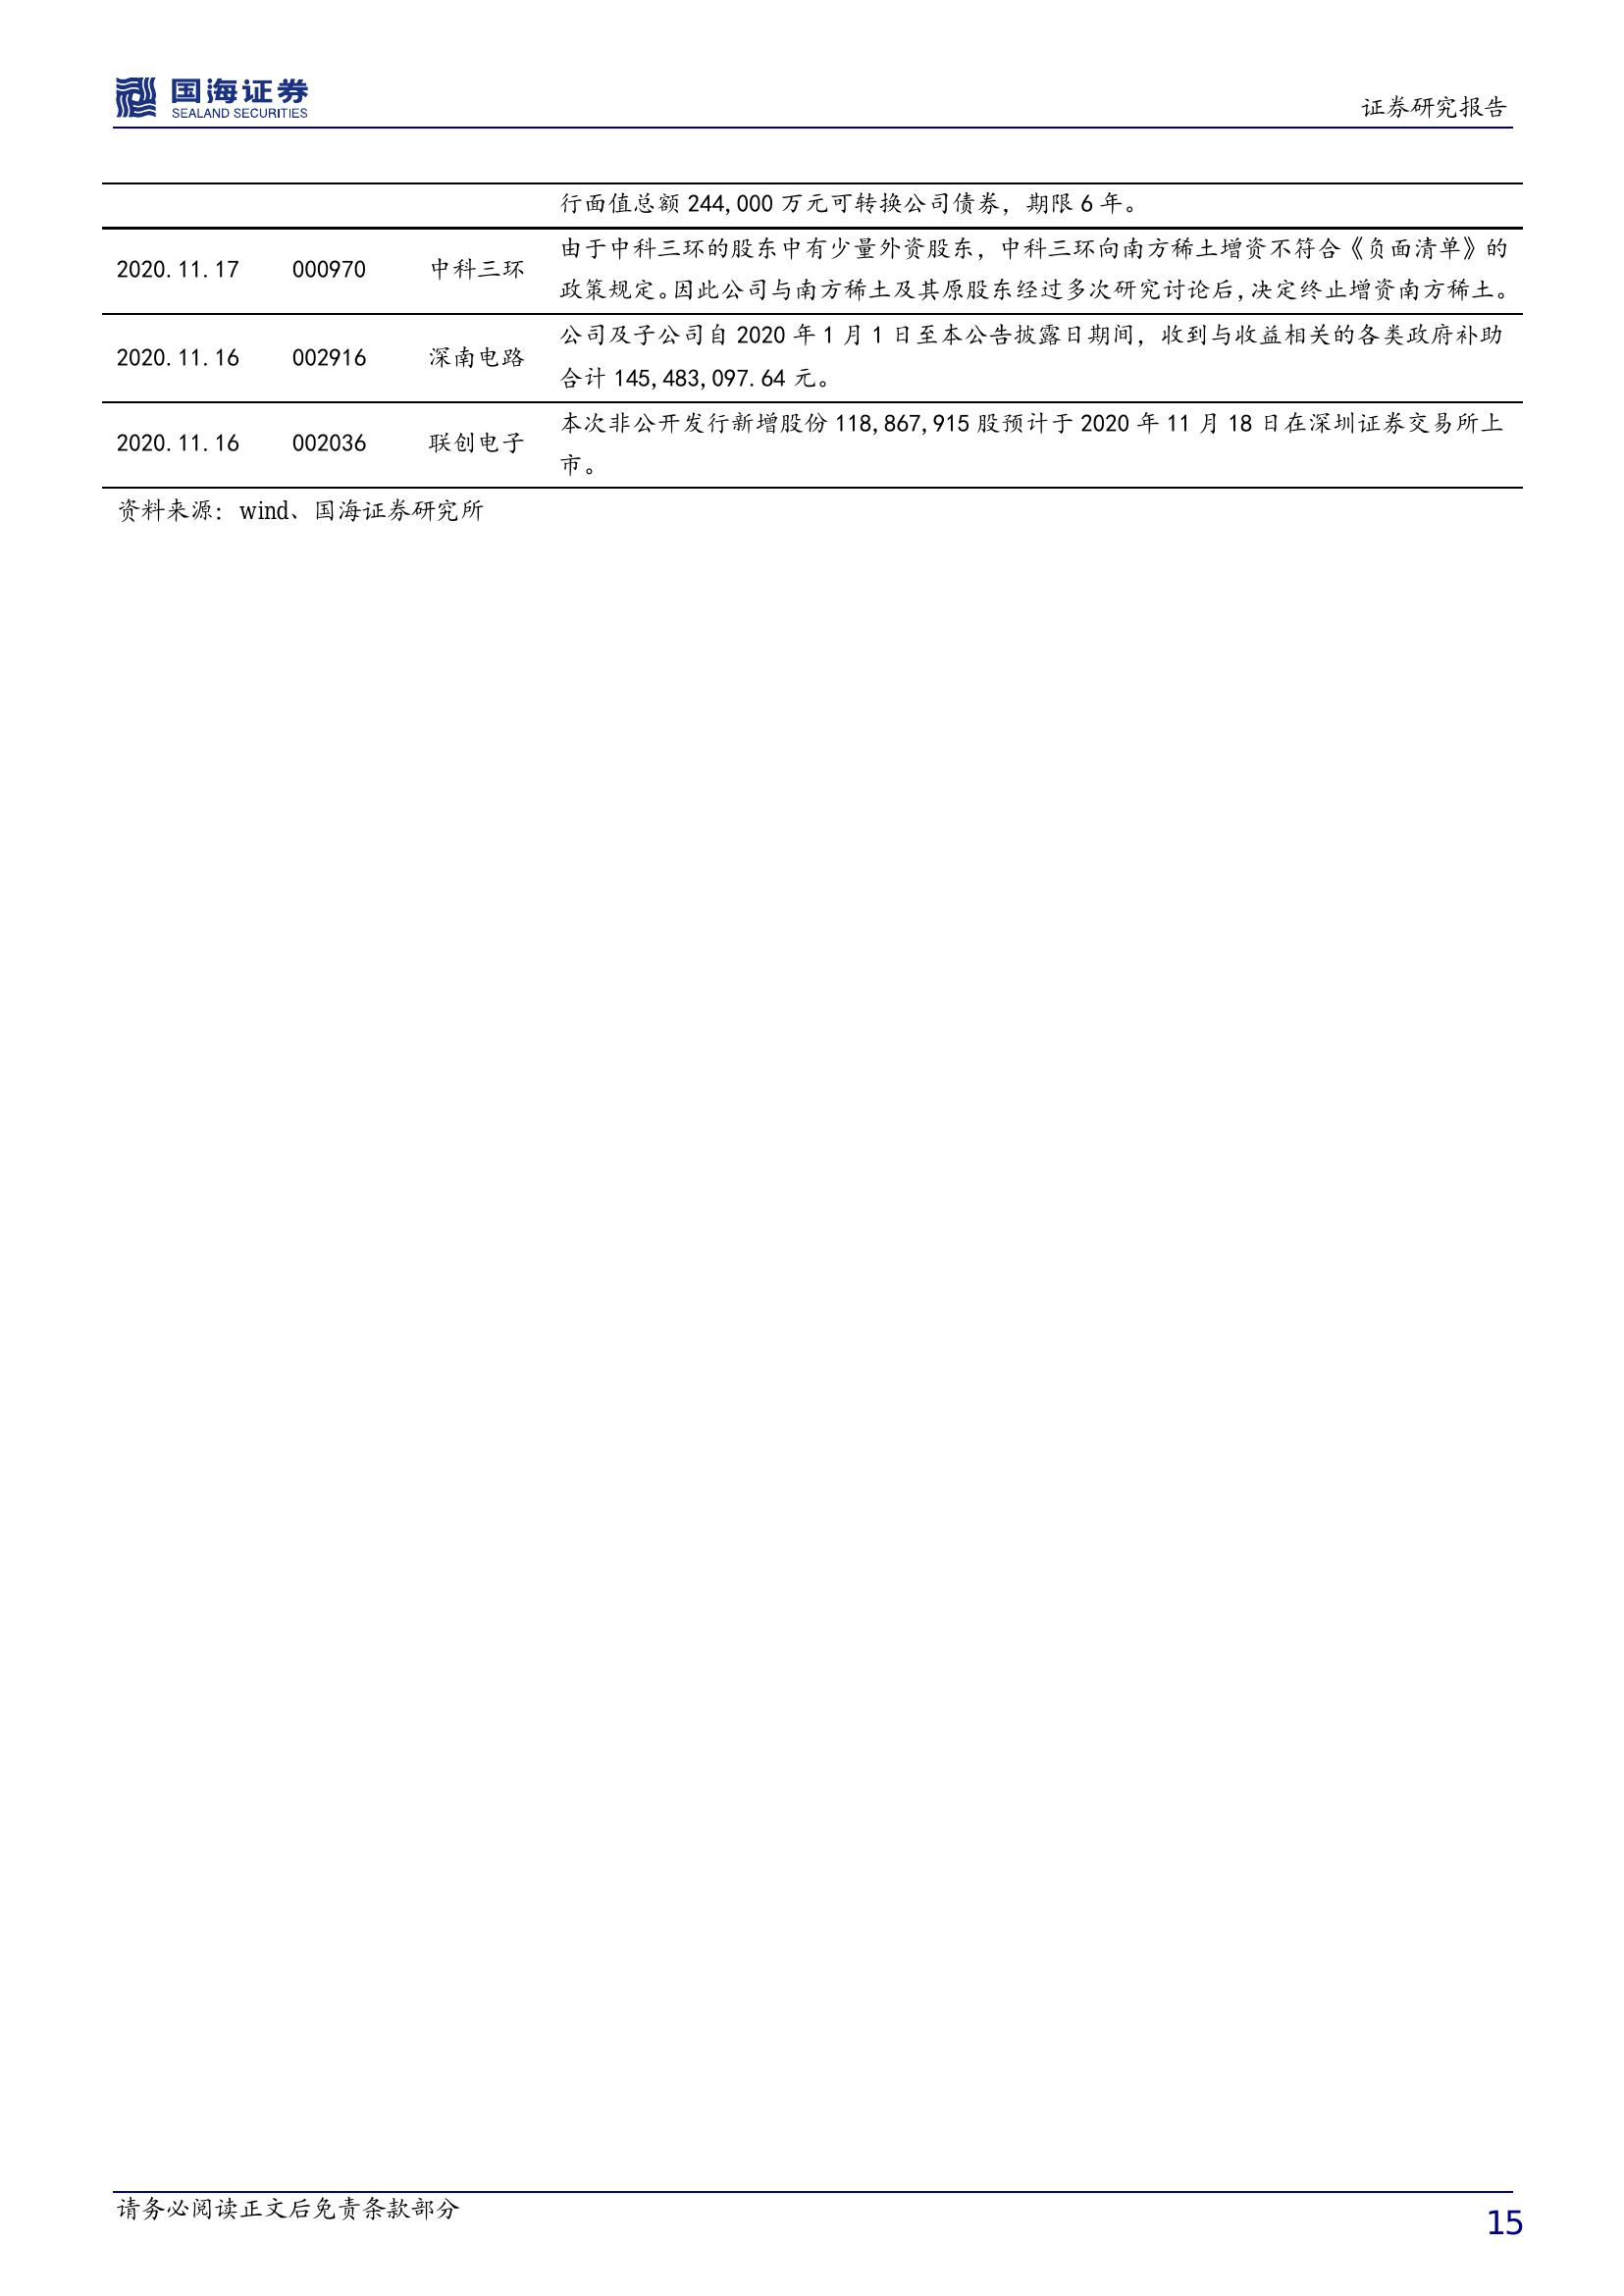 国海证券
SEALAND SECURITIES
证券研究报告
行面值总额 244,000 万元可转换公司债券，期限 6 年。
2020.11.17 000970 中科三环 由于中科三环的股东中有少量外资股东，中科三环向南方稀土增资不符合《负面清单》的
政策规定。因此公司与南方稀土及其原股东经过多次研究讨论后，决定终止增资南方稀土。
2020.11.16 002916 深南电路 公司及子公司自 2020 年 1 月 1 日至本公告披露日期间，收到与收益相关的各类政府补助
合计 145,483,097.64 元。
2020.11.16 002036 联创电子 本次非公开发行新增股份 118,867,915 股预计于 2020 年 11 月 18 日在深圳证券交易所上
市。
资料来源：wind、国海证券研究所
请务必阅读正文后免责条款部分
15